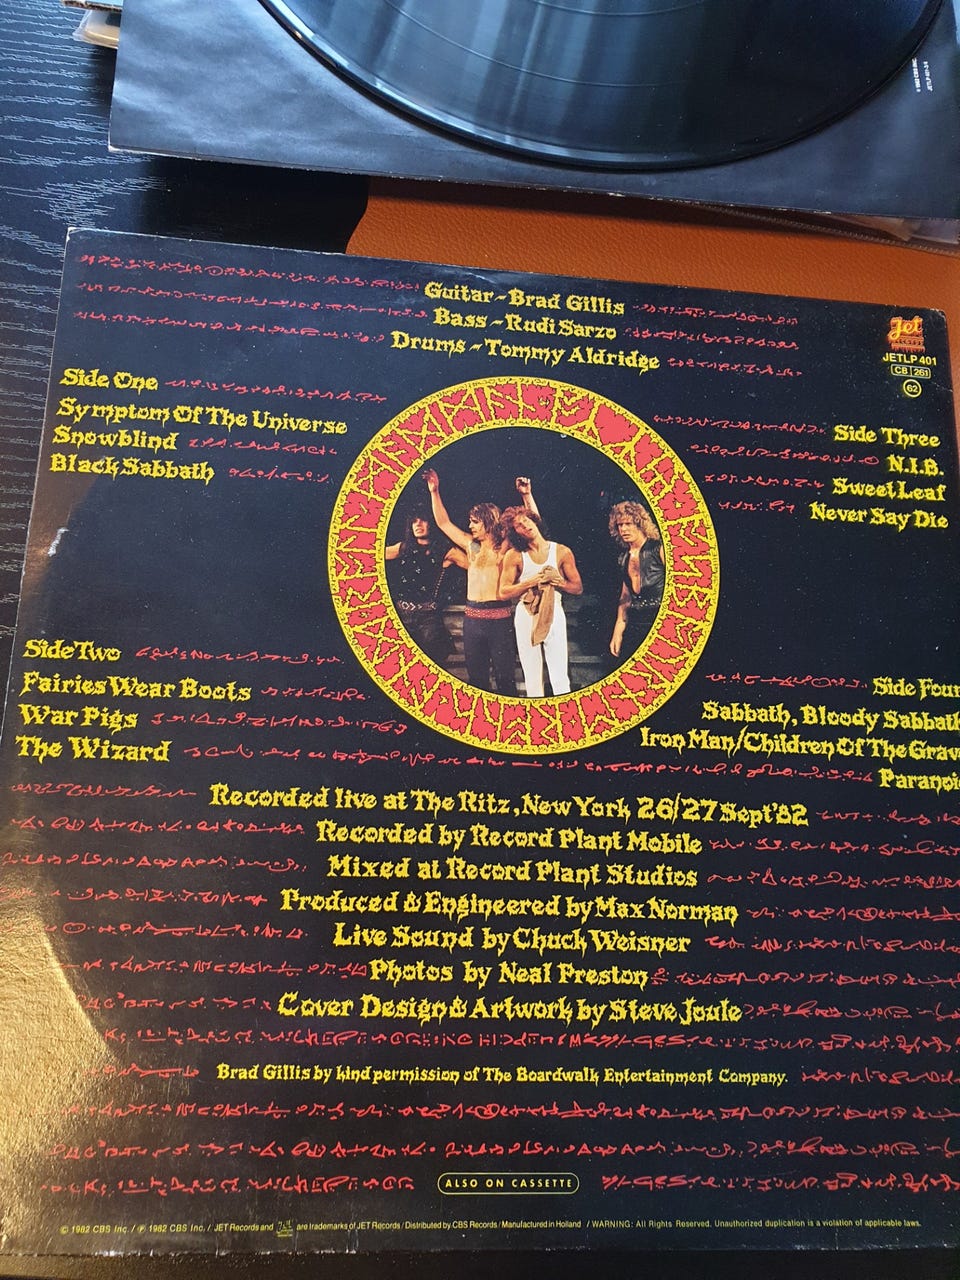 Guitar - Brad Gillis
Bass - Rudi Sarzo
Drums - Tommy Aldridge
Jet
RECORDS
JETLP 401
CB 261
62
Side One
Symptom Of The Universe
Snowblind
Black Sabbath
Side Three
N.I.B.
Sweet Leaf
Never Say Die
Side Two
Fairies Wear Boots
War Pigs
The Wizard
Side Four
Sabbath, Bloody Sabbath
Iron Man/Children Of The Grave
Paranoi
Recorded live at The Ritz, New York 26/27 Sept '82
Recorded by Record Plant Mobile
Mixed at Record Plant Studios
Produced & Engineered by Max Norman
Live Sound by Chuck Weisner
Photos by Neal Preston
Cover Design & Artwork by Steve Joule
Brad Gillis by kind permission of The Boardwalk Entertainment Company.
ALSO ON CASSETTE
© 1982 CBS Inc. / ℗ 1982 CBS Inc. / JET Records and Jet are trademarks of JET Records / Distributed by CBS Records / Manufactured in Holland / WARNING: All Rights Reserved. Unauthorized duplication is a violation of applicable laws.